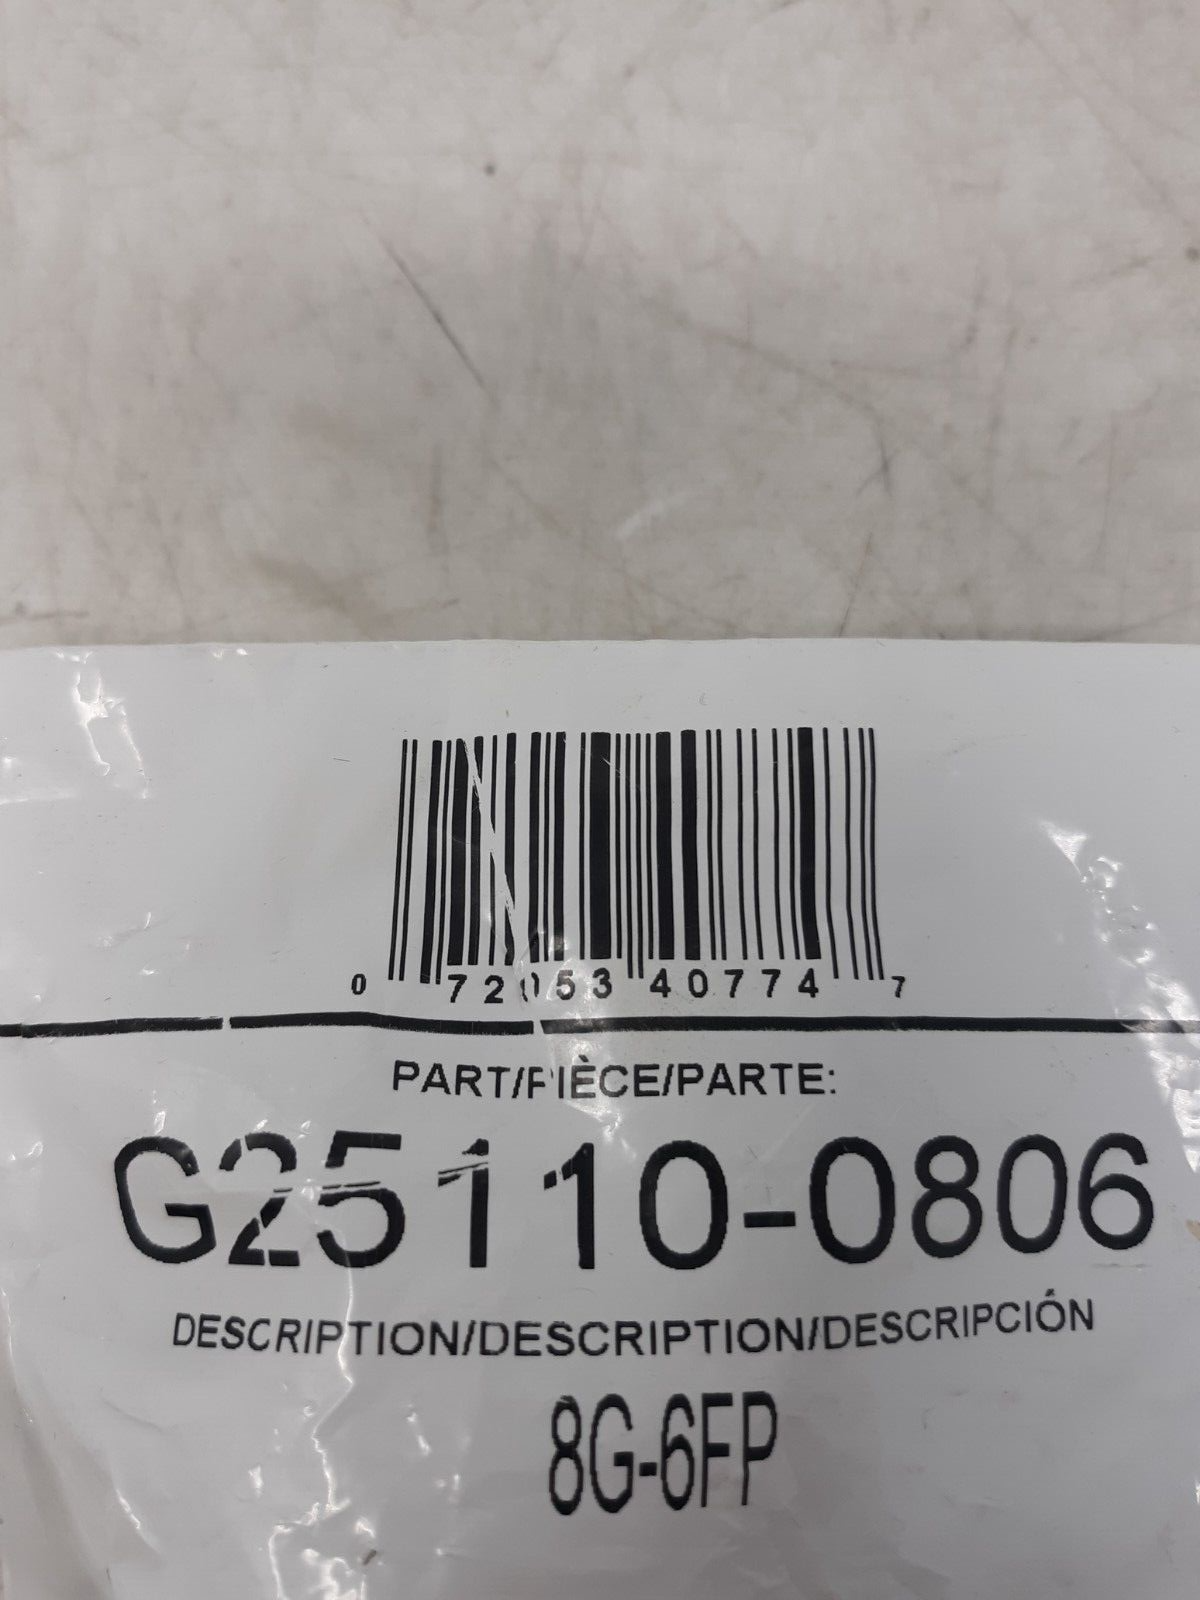 0 72053 40774 7
PART/PIÈCE/PARTE:
G25110-0806
DESCRIPTION/DESCRIPTION/DESCRIPCIÓN
8G-6FP